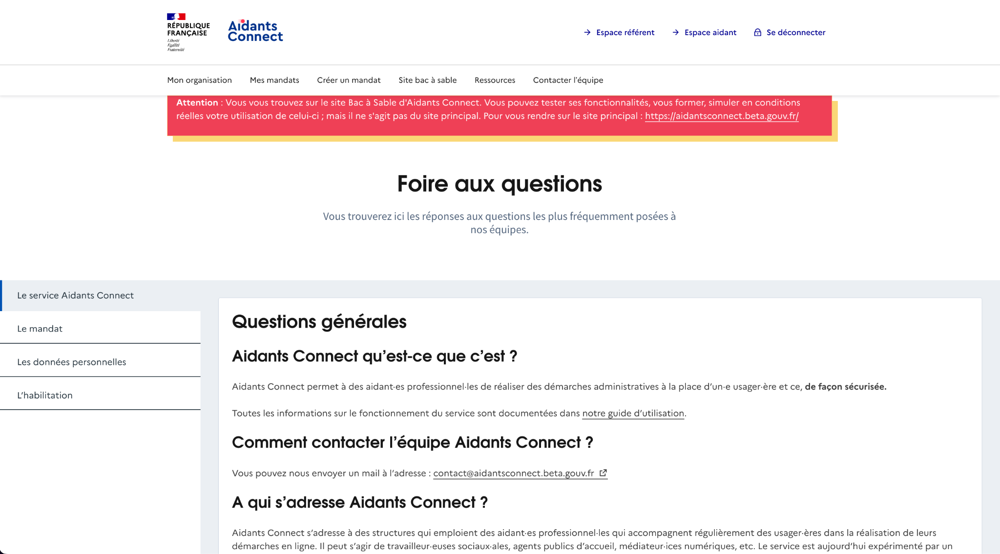 RÉPUBLIQUE
FRANÇAISE
Liberté
Égalité
Fraternité
Aidants
Connect
Espace référent
Espace aidant
Se déconnecter
Mon organisation
Mes mandats
Créer un mandat
Site bac à sable
Ressources
Contacter l'équipe
Attention : Vous vous trouvez sur le site Bac à Sable d'Aidants Connect. Vous pouvez tester ses fonctionnalités, vous former, simuler en conditions
réelles votre utilisation de celui-ci ; mais il ne s'agit pas du site principal. Pour vous rendre sur le site principal : https://aidantsconnect.beta.gouv.fr/
Foire aux questions
Vous trouverez ici les réponses aux questions les plus fréquemment posées à
nos équipes.
Le service Aidants Connect
Le mandat
Les données personnelles
L’habilitation
Questions générales
Aidants Connect qu’est-ce que c’est ?
Aidants Connect permet à des aidant·es professionnel·les de réaliser des démarches administratives à la place d’un·e usager·ère et ce, de façon sécurisée.
Toutes les informations sur le fonctionnement du service sont documentées dans notre guide d’utilisation.
Comment contacter l’équipe Aidants Connect ?
Vous pouvez nous envoyer un mail à l’adresse : contact@aidantsconnect.beta.gouv.fr
A qui s’adresse Aidants Connect ?
Aidants Connect s’adresse à des structures qui emploient des aidant·es professionnel·les qui accompagnent régulièrement des usager·ères dans la réalisation de leurs
démarches en ligne. Il peut s’agir de travailleur·euses sociaux·ales, agents publics d’accueil, médiateur·ices numériques, etc. Le service est aujourd’hui expérimenté par un